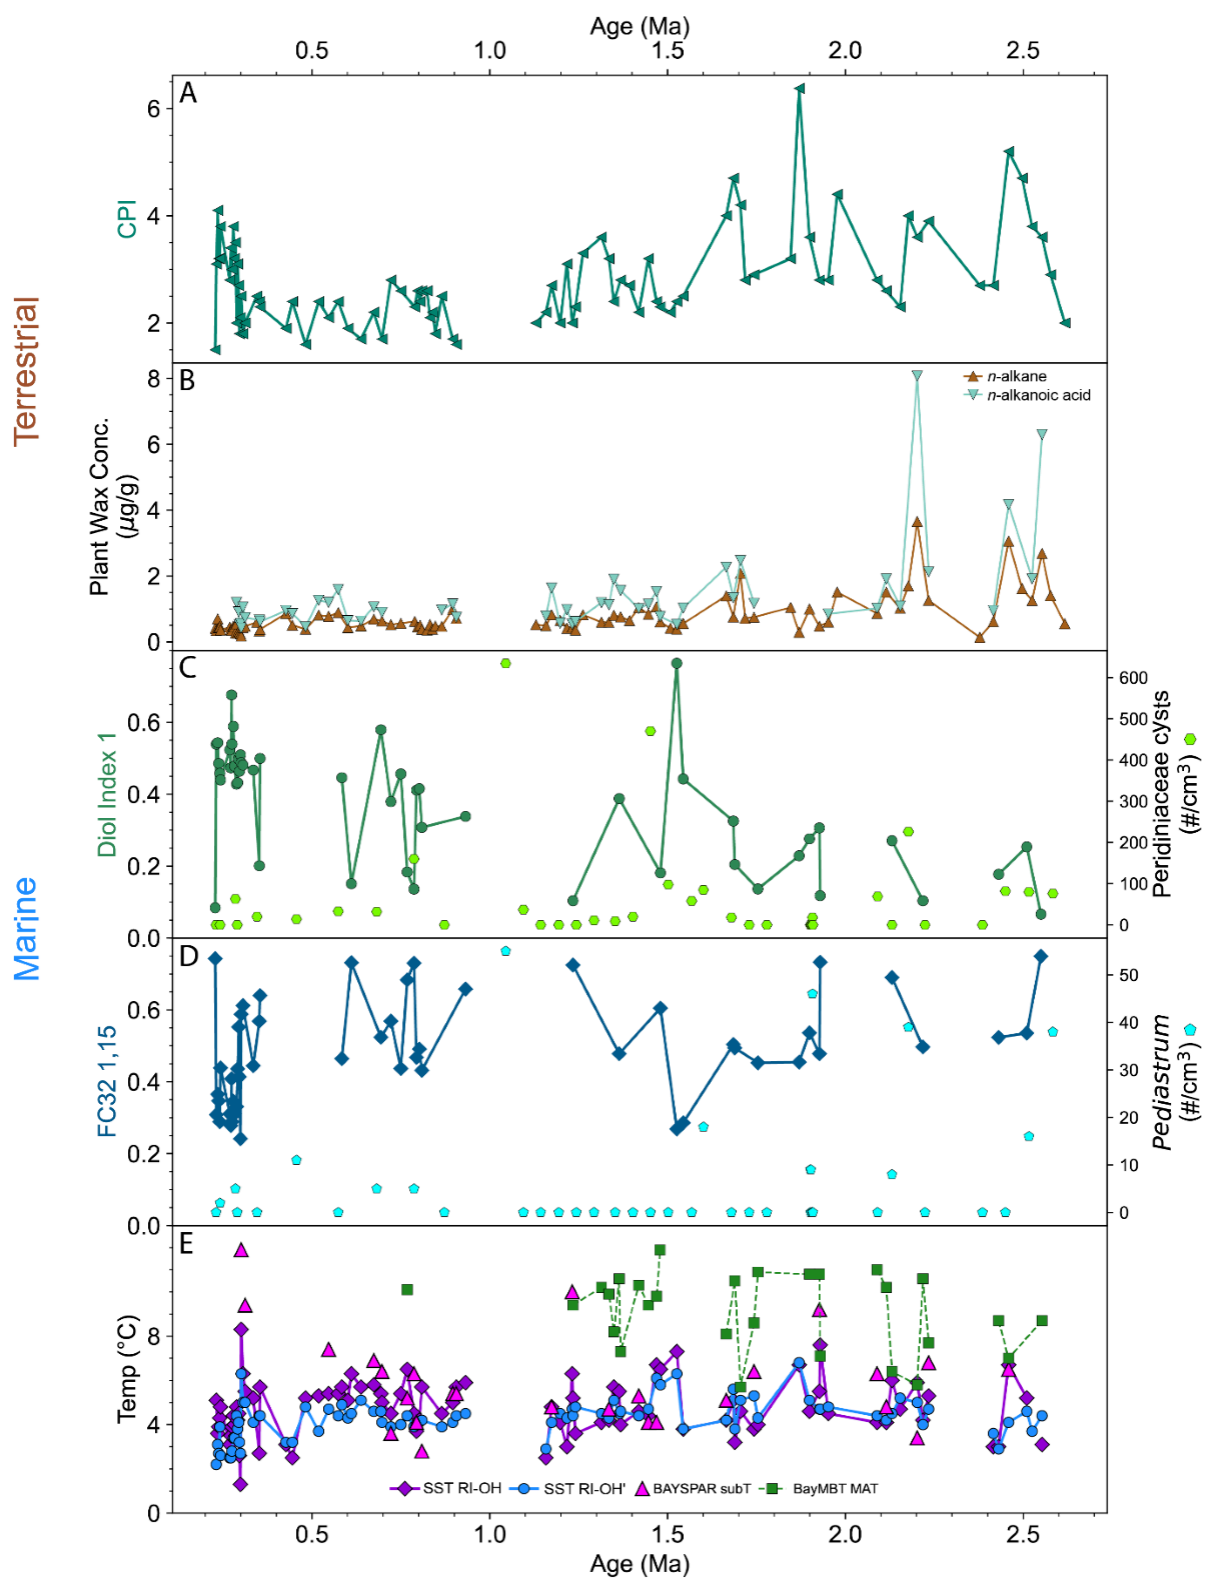 Age (Ma)
0.5 1.0 1.5 2.0 2.5
Terrestrial
A
CPI
6
4
2
B
Plant Wax Conc.
(μg/g)
8
6
4
2
0
n-alkane
n-alkanoic acid
Marine
C
Diol Index 1
0.6
0.4
0.2
0.0
600
500
400
300
200
100
0
Peridiniaceae cysts
(#/cm³)
D
FC32 1,15
0.6
0.4
0.2
0.0
50
40
30
20
10
0
Pediastrum
(#/cm³)
E
Temp (°C)
8
4
0
SST RI-OH SST RI-OH' BAYSPAR subT BayMBT MAT
0.5 1.0 1.5 2.0 2.5
Age (Ma)